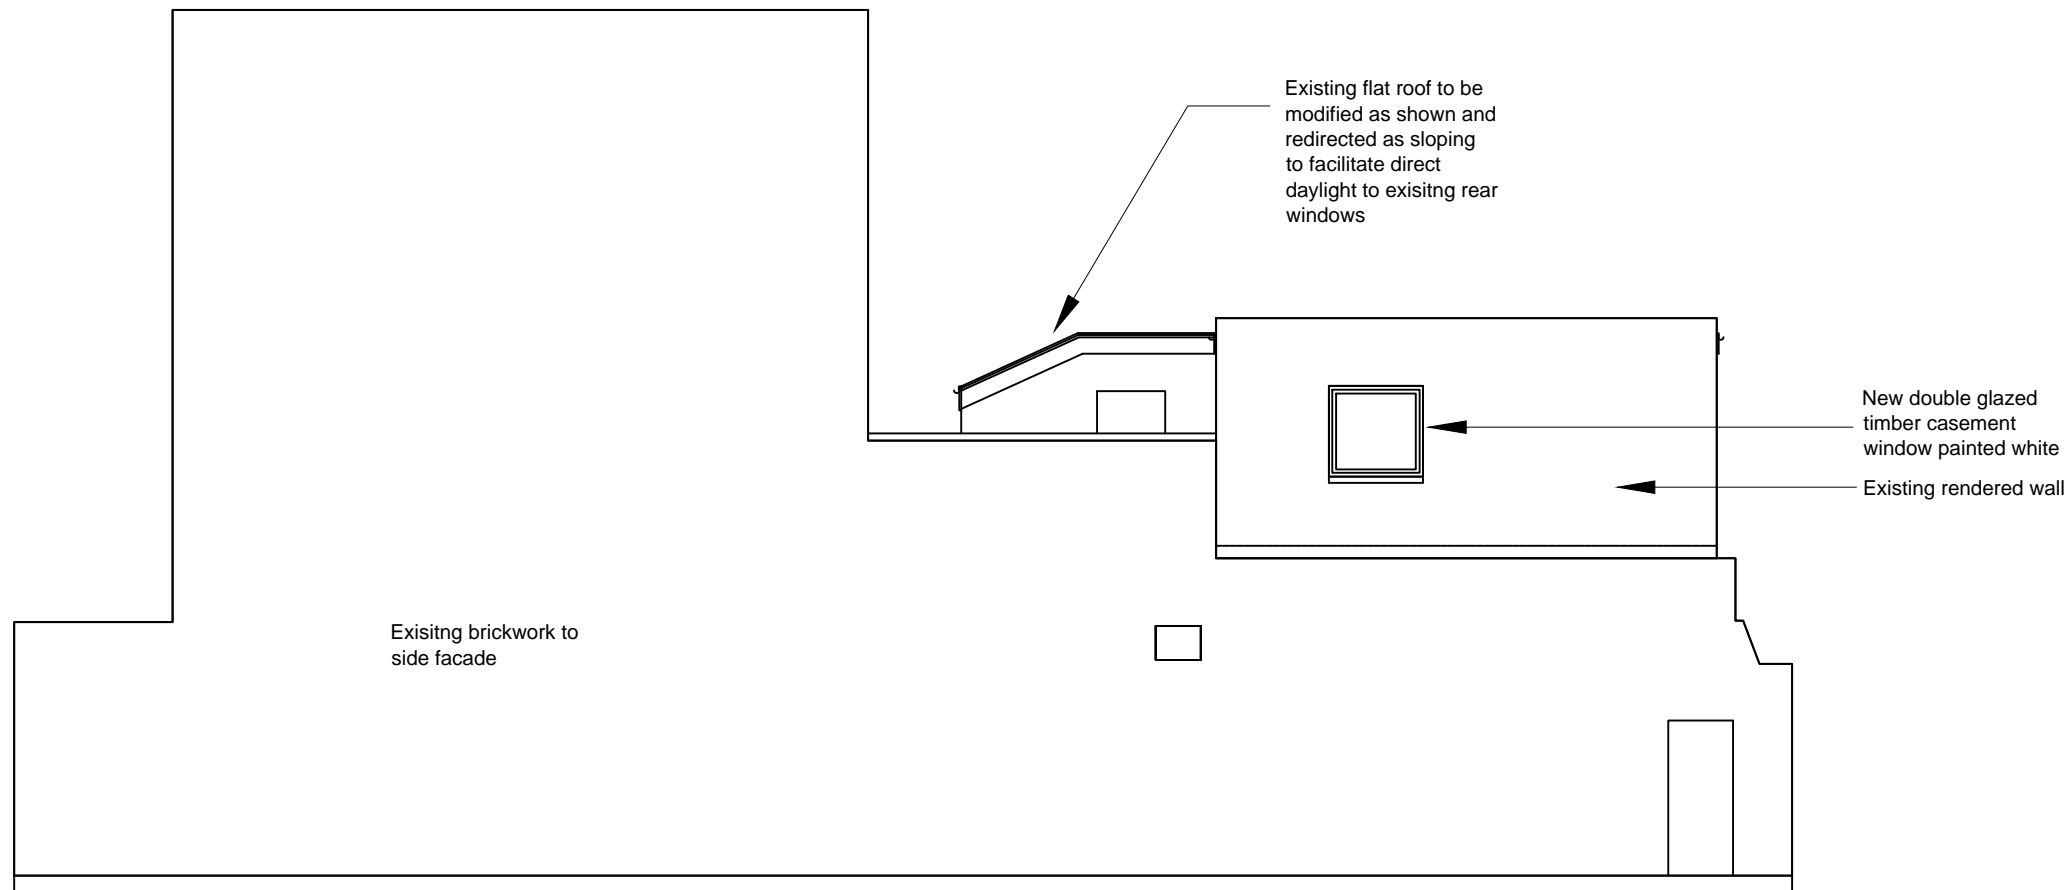 Existing flat roof to be
modified as shown and
redirected as sloping
to facilitate direct
daylight to exisitng rear
windows
New double glazed
timber casement
window painted white
Existing rendered wall
Exisitng brickwork to
side facade